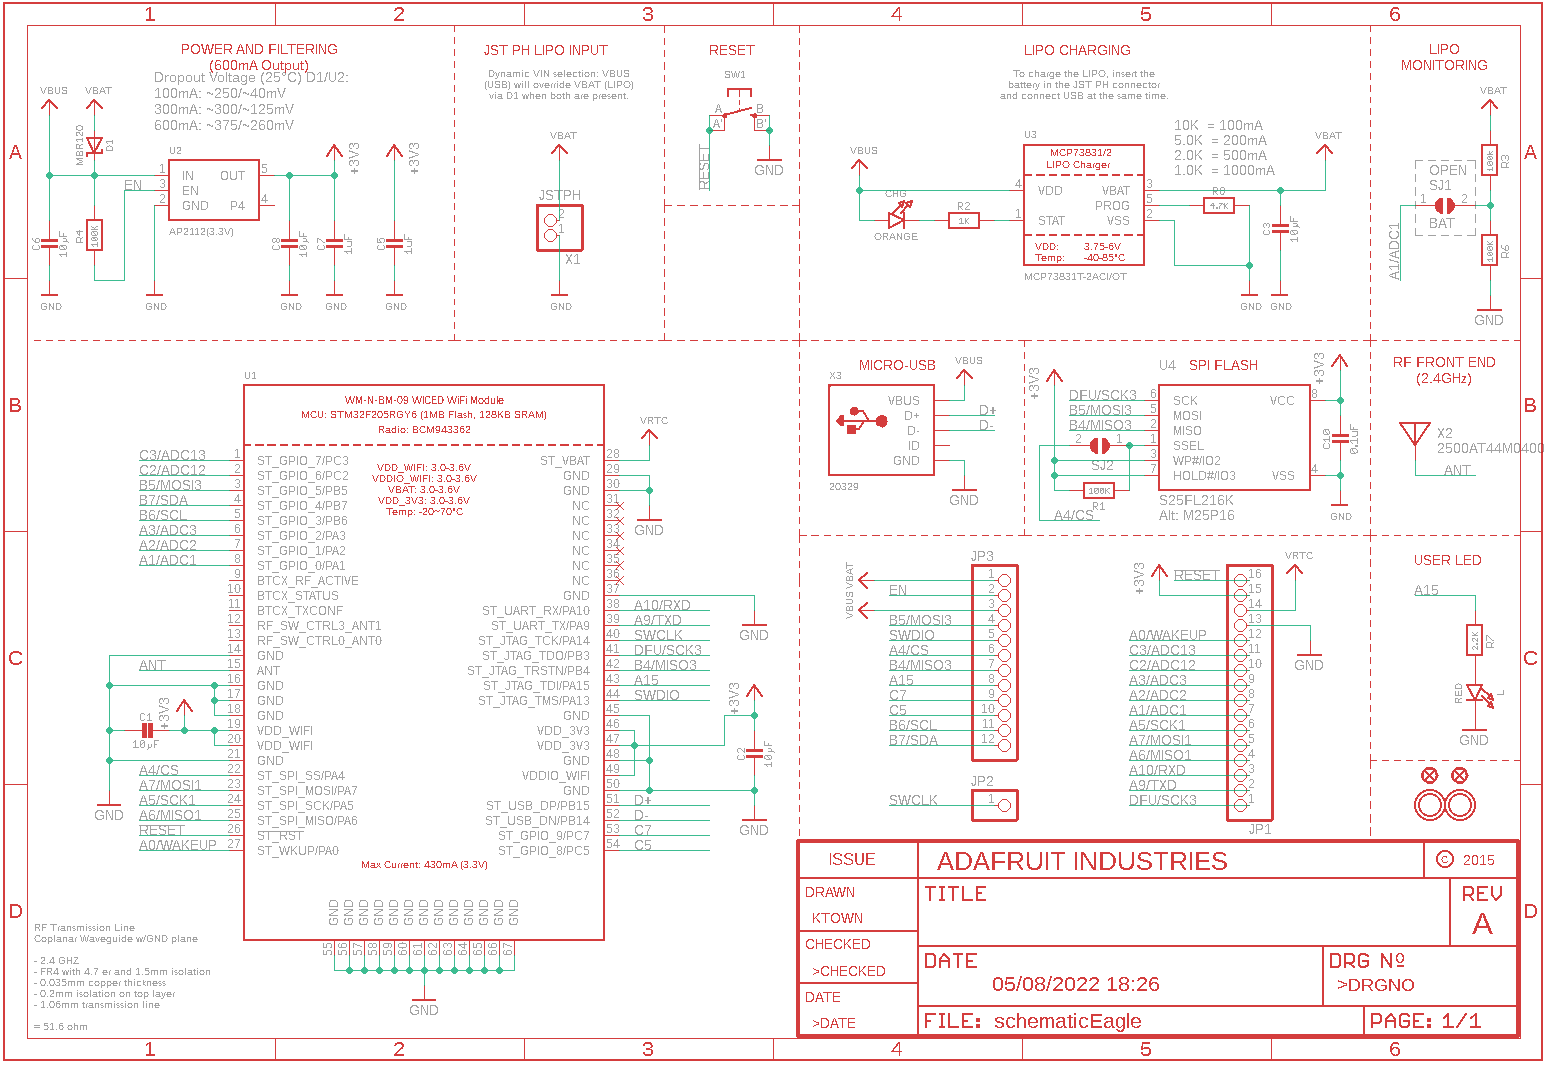 1 2 3 4 5 6
A A
B B
C C
D D
1 2 3 4 5 6
POWER AND FILTERING
(600mA Output)
Dropout Voltage (25°C) D1/U2:
100mA: ~250/~40mV
300mA: ~300/~125mV
600mA: ~375/~260mV
VBUS
VBAT
MBR120
D1
U2
1 IN OUT 5
EN 3 EN
2 GND P4 4
AP2112(3.3V)
+3V3
+3V3
C6
10µF
R4
100K
C8
10µF
C7
1uF
C5
1uF
GND GND GND GND GND
JST PH LIPO INPUT
Dynamic VIN selection: VBUS
(USB) will override VBAT (LIPO)
via D1 when both are present.
VBAT
JSTPH
2
1
X1
GND
RESET
SW1
A B
A' B'
RESET
GND
LIPO CHARGING
To charge the LIPO, insert the
battery in the JST PH connector
and connect USB at the same time.
10K = 100mA
5.0K = 200mA
2.0K = 500mA
1.0K = 1000mA
VBUS
CHG
ORANGE
R2
1K
U3
MCP73831/2
LIPO Charger
4 VDD VBAT 3
PROG 5
1 STAT VSS 2
VDD: 3.75-6V
Temp: -40-85°C
MCP73831T-2ACI/OT
4.7K
VBAT
C3
10µF
GND GND
LIPO
MONITORING
VBAT
OPEN
SJ1
1 2
BAT
100k
R3
100k
R6
A1/ADC1
GND
U1
WM-N-BM-09 WICED WiFi Module
MCU: STM32F205RGY6 (1MB Flash, 128KB SRAM)
Radio: BCM943362
VDD_WIFI: 3.0-3.6V
VDDIO_WIFI: 3.0-3.6V
VBAT: 3.0-3.6V
VDD_3V3: 3.0-3.6V
Temp: -20~70°C
C3/ADC13 1 ST_GPIO_7/PC3
C2/ADC12 2 ST_GPIO_6/PC2
B5/MOSI3 3 ST_GPIO_5/PB5
B7/SDA 4 ST_GPIO_4/PB7
B6/SCL 5 ST_GPIO_3/PB6
A3/ADC3 6 ST_GPIO_2/PA3
A2/ADC2 7 ST_GPIO_1/PA2
A1/ADC1 8 ST_GPIO_0/PA1
9 BTCX_RF_ACTIVE
10 BTCX_STATUS
11 BTCX_TXCONF
12 RF_SW_CTRL3_ANT1
13 RF_SW_CTRL0_ANT0
14 GND
ANT 15 ANT
16 GND
17 GND
18 GND
19 VDD_WIFI
20 VDD_WIFI
21 GND
A4/CS 22 ST_SPI_SS/PA4
A7/MOSI1 23 ST_SPI_MOSI/PA7
A5/SCK1 24 ST_SPI_SCK/PA5
A6/MISO1 25 ST_SPI_MISO/PA6
RESET 26 ST_RST
A0/WAKEUP 27 ST_WKUP/PA0
C1
10µF
+3V3
GND
ST_VBAT 28
GND 29
GND 30
NC 31
NC 32
NC 33
NC 34
NC 35
NC 36
GND 37
ST_UART_RX/PA10 38 A10/RXD
ST_UART_TX/PA9 39 A9/TXD
ST_JTAG_TCK/PA14 40 SWCLK
ST_JTAG_TDO/PB3 41 DFU/SCK3
ST_JTAG_TRSTN/PB4 42 B4/MISO3
ST_JTAG_TDI/PA15 43 A15
ST_JTAG_TMS/PA13 44 SWDIO
GND 45
VDD_3V3 46
VDD_3V3 47
GND 48
VDDIO_WIFI 49
GND 50
ST_USB_DP/PB15 51 D+
ST_USB_DN/PB14 52 D-
ST_GPIO_9/PC7 53 C7
ST_GPIO_8/PC5 54 C5
VRTC
GND
GND
+3V3
C2
10µF
GND
Max Current: 430mA (3.3V)
GND GND GND GND GND GND GND GND GND GND GND GND GND
55 56 57 58 59 60 61 62 63 64 65 66 67
GND
RF Transmission Line
Coplanar Waveguide w/GND plane
- 2.4 GHZ
- FR4 with 4.7 er and 1.5mm isolation
- 0.035mm copper thickness
- 0.2mm isolation on top layer
- 1.06mm transmission line
= 51.6 ohm
MICRO-USB
X3
VBUS
D+ D+
D- D-
ID
GND
VBUS
GND
20329
U4 SPI FLASH
+3V3
+3V3
DFU/SCK3 6 SCK VCC 8
B5/MOSI3 5 MOSI
B4/MISO3 2 MISO
1 SSEL
3 WP#/IO2
7 HOLD#/IO3 VSS 4
2 1
SJ2
100K
R1
A4/CS
S25FL216K
Alt: M25P16
C10
0.1uF
GND
RF FRONT END
(2.4GHz)
X2
2500AT44M0400
ANT
JP3
VBAT
VBUS
1
EN 2
3
B5/MOSI3 4
SWDIO 5
A4/CS 6
B4/MISO3 7
A15 8
C7 9
C5 10
B6/SCL 11
B7/SDA 12
JP2
SWCLK 1
+3V3
VRTC
RESET 16
15
14
13
A0/WAKEUP 12
C3/ADC13 11
C2/ADC12 10
A3/ADC3 9
A2/ADC2 8
A1/ADC1 7
A5/SCK1 6
A7/MOSI1 5
A6/MISO1 4
A10/RXD 3
A9/TXD 2
DFU/SCK3 1
JP1
GND
USER LED
A15
2.2K
R7
RED
L
GND
ISSUE ADAFRUIT INDUSTRIES © 2015
DRAWN
KTOWN
TITLE
REV
A
CHECKED
>CHECKED
DATE
05/08/2022 18:26
DRG Nº
>DRGNO
DATE
>DATE
FILE: schematicEagle
PAGE: 1/1